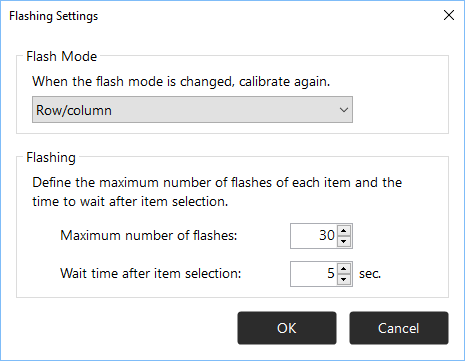 Flashing Settings
Flash Mode
When the flash mode is changed, calibrate again.
Row/column
Flashing
Define the maximum number of flashes of each item and the
time to wait after item selection.
Maximum number of flashes: 30
Wait time after item selection: 5 sec.
OK Cancel